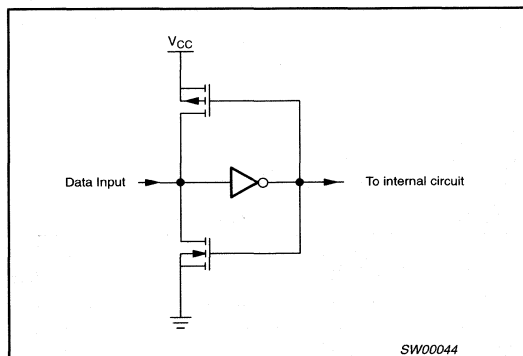 VCC
Data Input
To internal circuit
SW00044